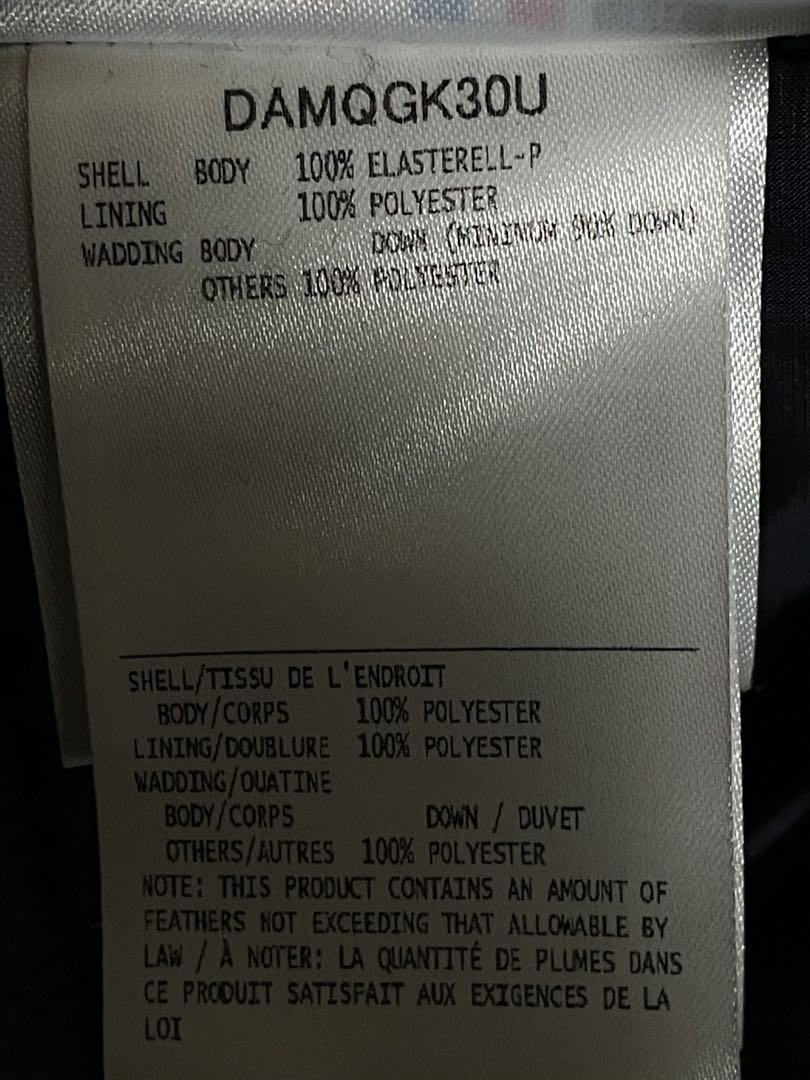 DAMQGK30U
SHELL BODY 100% ELASTERELL-P
LINING 100% POLYESTER
WADDING BODY DOWN (MINIMUM 90% DOWN)
OTHERS 100% POLYESTER
SHELL/TISSU DE L'ENDROIT
BODY/CORPS 100% POLYESTER
LINING/DOUBLURE 100% POLYESTER
WADDING/OUATINE
BODY/CORPS DOWN / DUVET
OTHERS/AUTRES 100% POLYESTER
NOTE: THIS PRODUCT CONTAINS AN AMOUNT OF
FEATHERS NOT EXCEEDING THAT ALLOWABLE BY
LAW / À NOTER: LA QUANTITÉ DE PLUMES DANS
CE PRODUIT SATISFAIT AUX EXIGENCES DE LA
LOI